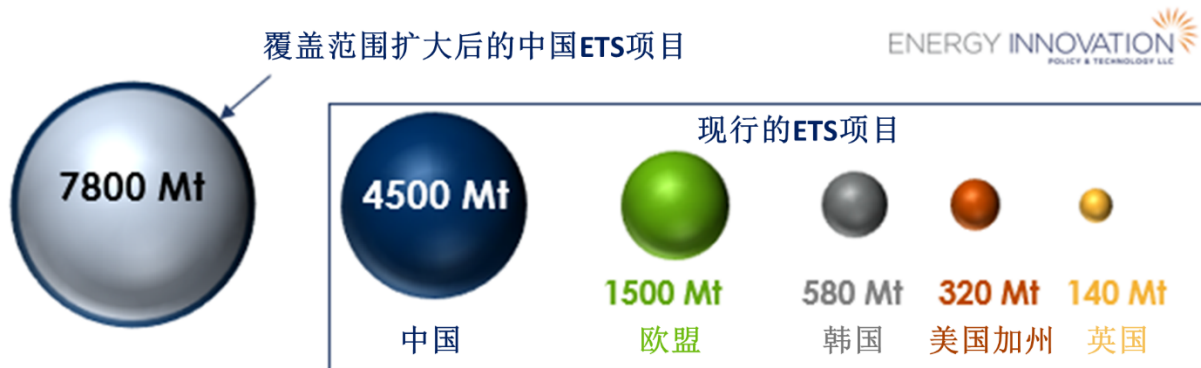 覆盖范围扩大后的中国ETS项目
ENERGY INNOVATION
POLICY & TECHNOLOGY LLC
现行的ETS项目
7800 Mt
4500 Mt
1500 Mt
580 Mt
320 Mt
140 Mt
中国
欧盟
韩国
美国加州
英国